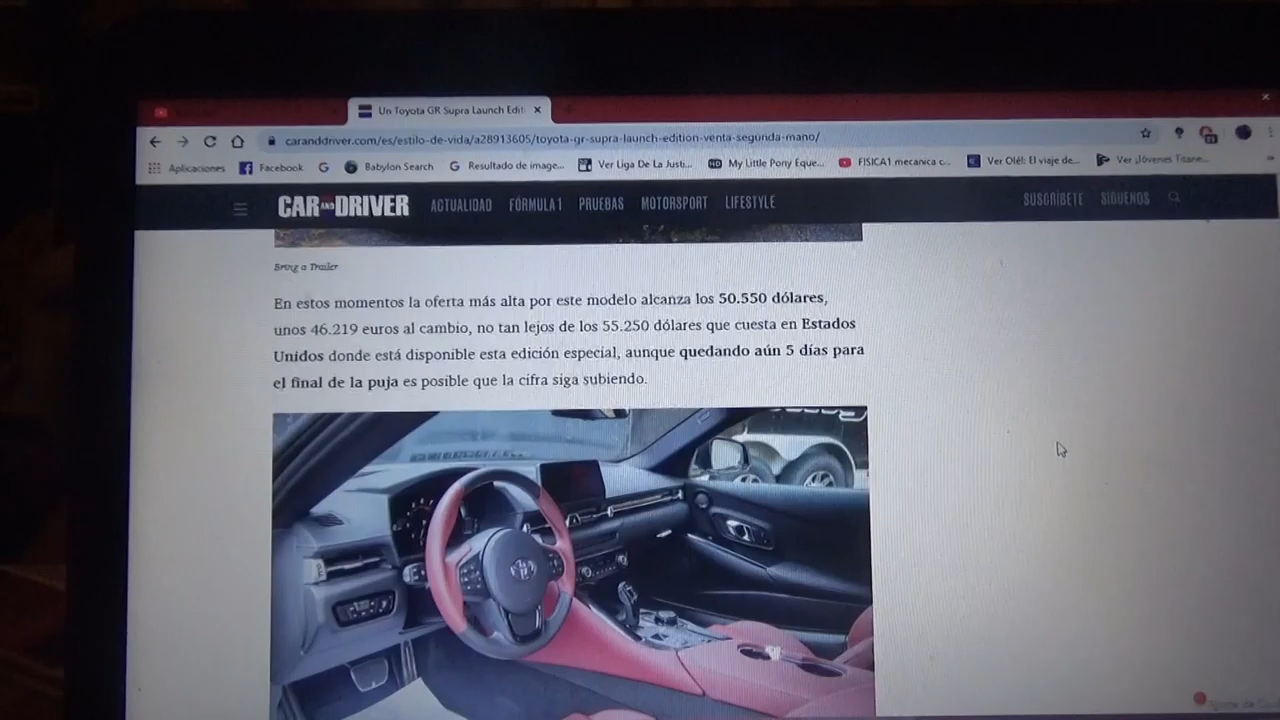 Un Toyota GR Supra Launch Edit
caranddriver.com/es/estilo-de-vida/a28913605/toyota-gr-supra-launch-edition-venta-segunda-mano/
Aplicaciones Facebook Babylon Search Resultado de image... Ver Liga De La Justi... My Little Pony Eque... FISICA1 mecanica c... Ver Olé!: El viaje de... Ver ¡Jóvenes Titane...
CAR AND DRIVER ACTUALIDAD FÓRMULA 1 PRUEBAS MOTORSPORT LIFESTYLE SUSCRÍBETE SÍGUENOS
Bring a Trailer
En estos momentos la oferta más alta por este modelo alcanza los 50.550 dólares,
unos 46.219 euros al cambio, no tan lejos de los 55.250 dólares que cuesta en Estados
Unidos donde está disponible esta edición especial, aunque quedando aún 5 días para
el final de la puja es posible que la cifra siga subiendo.